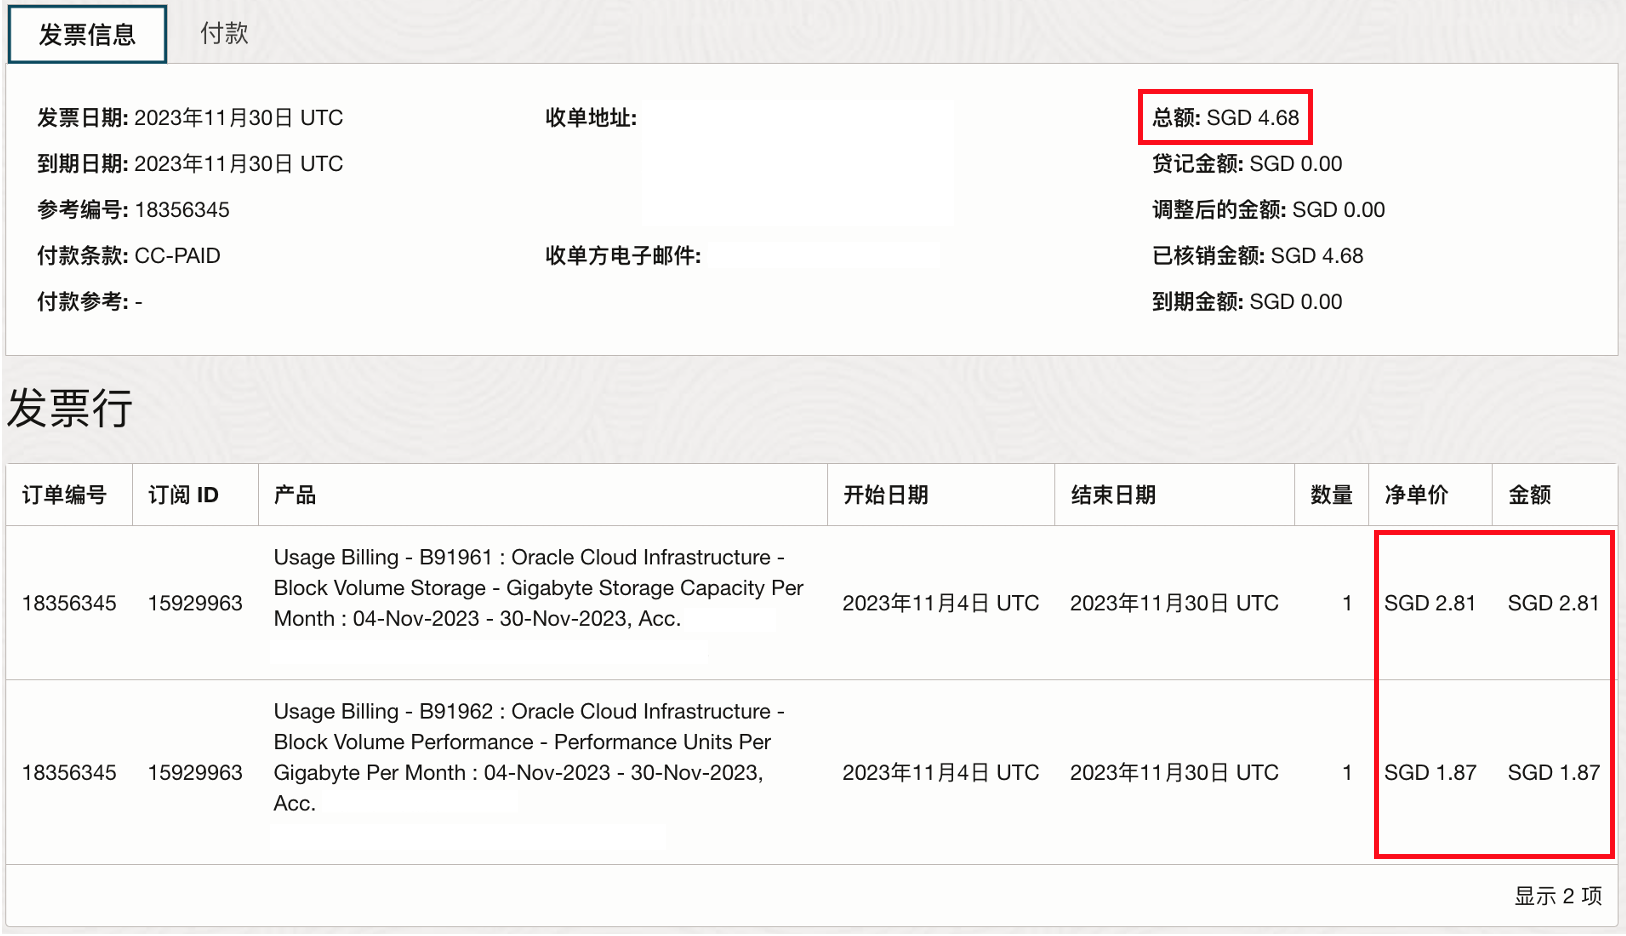 发票信息 付款
发票日期: 2023年11月30日 UTC 收单地址: 总额: SGD 4.68
到期日期: 2023年11月30日 UTC 贷记金额: SGD 0.00
参考编号: 18356345 调整后的金额: SGD 0.00
付款条款: CC-PAID 收单方电子邮件: 已核销金额: SGD 4.68
付款参考: - 到期金额: SGD 0.00
发票行
订单编号 订阅 ID 产品 开始日期 结束日期 数量 净单价 金额
Usage Billing - B91961 : Oracle Cloud Infrastructure -
Block Volume Storage - Gigabyte Storage Capacity Per
18356345 15929963 Month : 04-Nov-2023 - 30-Nov-2023, Acc. 2023年11月4日 UTC 2023年11月30日 UTC 1 SGD 2.81 SGD 2.81
Usage Billing - B91962 : Oracle Cloud Infrastructure -
Block Volume Performance - Performance Units Per
18356345 15929963 Gigabyte Per Month : 04-Nov-2023 - 30-Nov-2023, 2023年11月4日 UTC 2023年11月30日 UTC 1 SGD 1.87 SGD 1.87
Acc.
显示 2 项